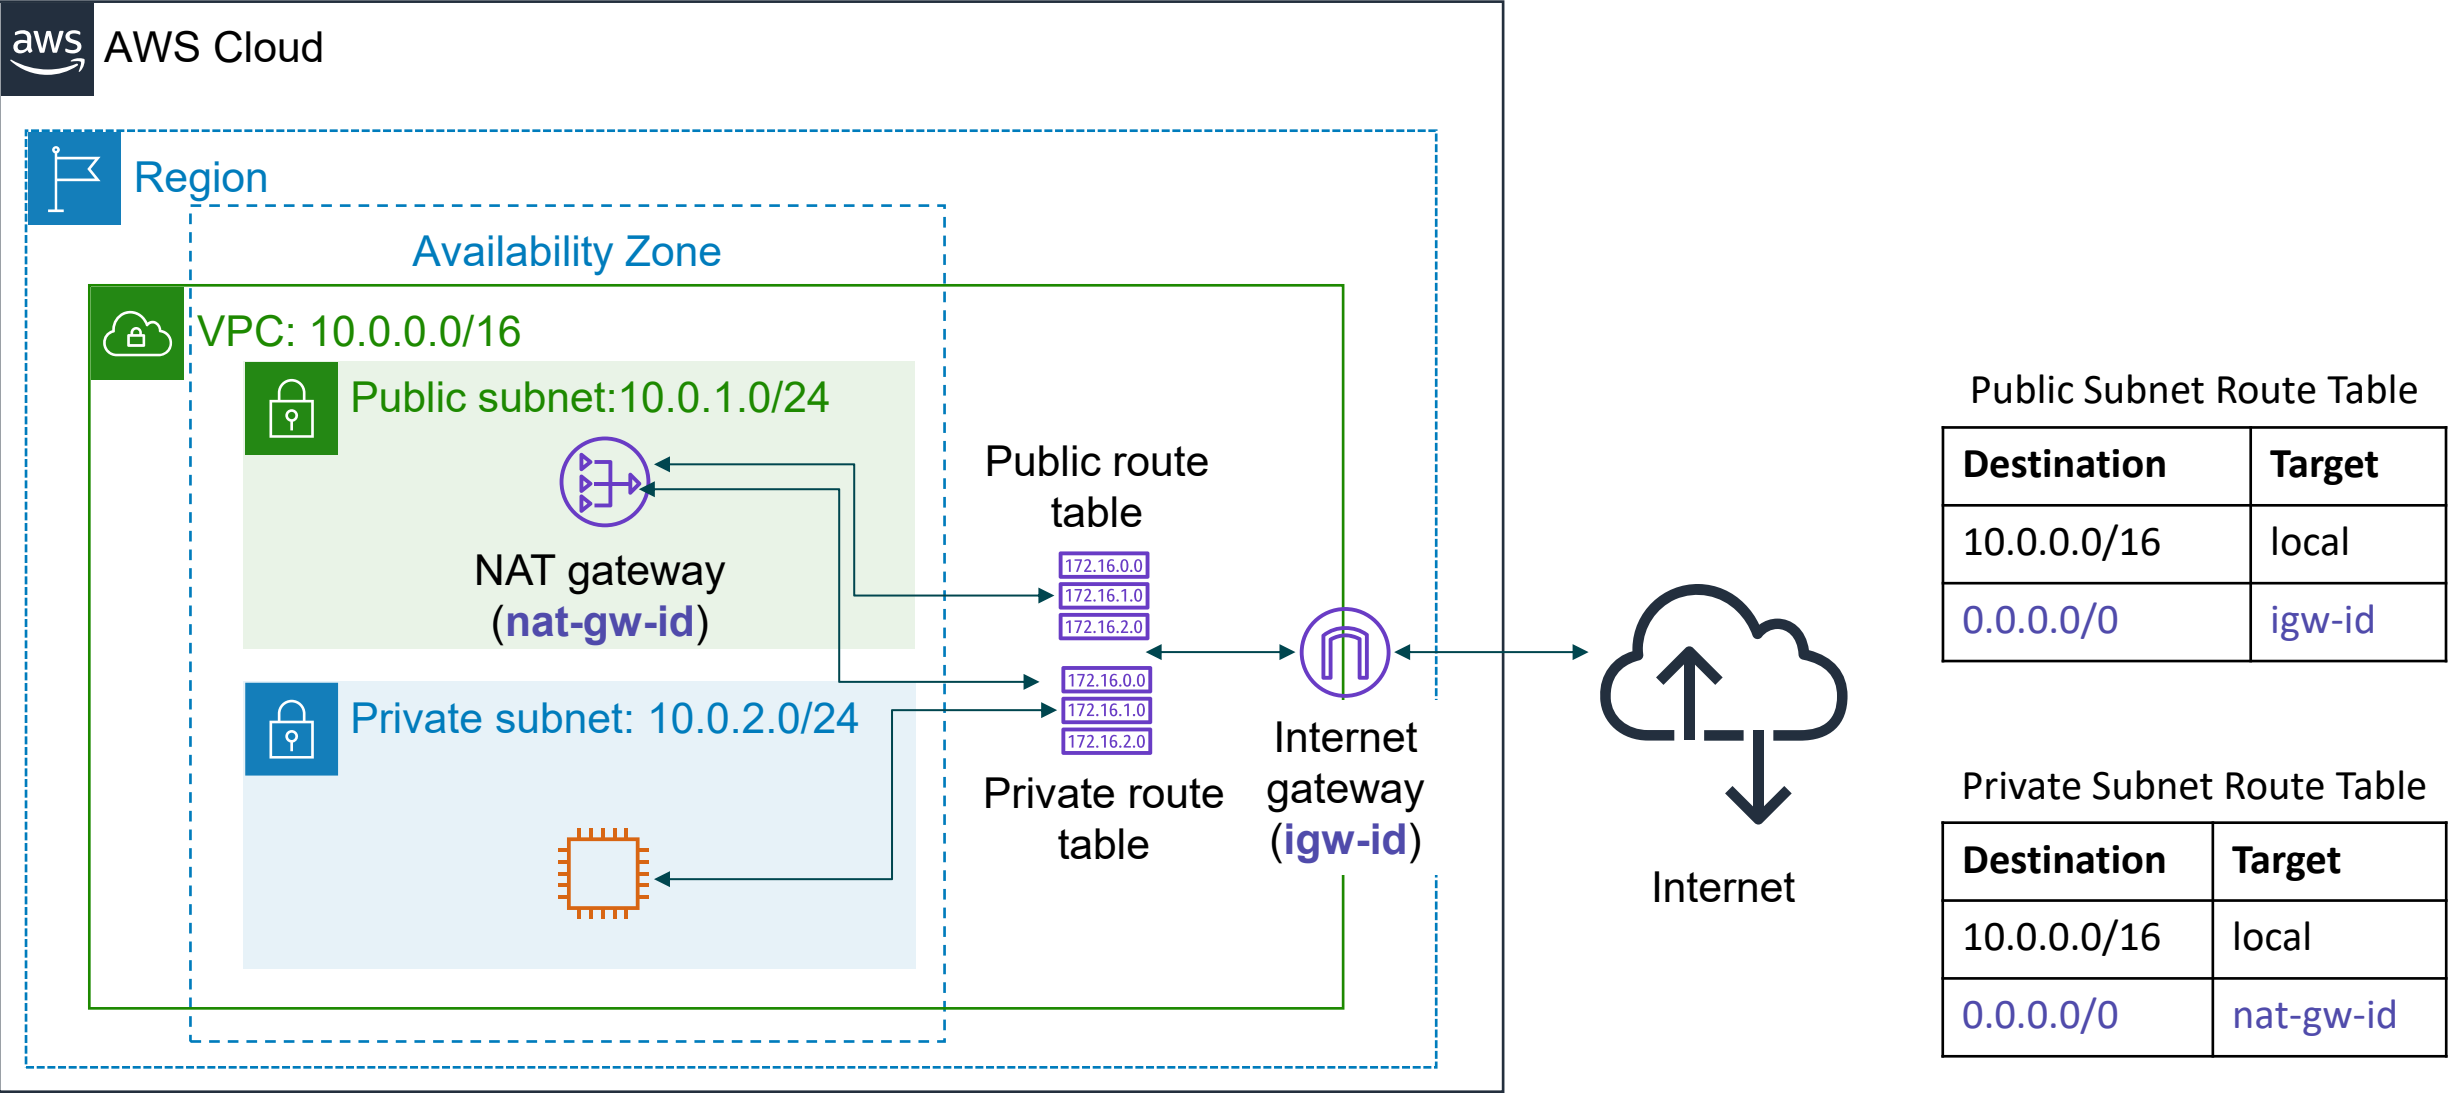 aws
AWS Cloud
Region
Availability Zone
VPC: 10.0.0.0/16
Public subnet:10.0.1.0/24
NAT gateway
(nat-gw-id)
Private subnet: 10.0.2.0/24
Public route
table
172.16.0.0
172.16.1.0
172.16.2.0
172.16.0.0
172.16.1.0
172.16.2.0
Private route
table
Internet
gateway
(igw-id)
Internet
Public Subnet Route Table
Destination Target
10.0.0.0/16 local
0.0.0.0/0 igw-id
Private Subnet Route Table
Destination Target
10.0.0.0/16 local
0.0.0.0/0 nat-gw-id